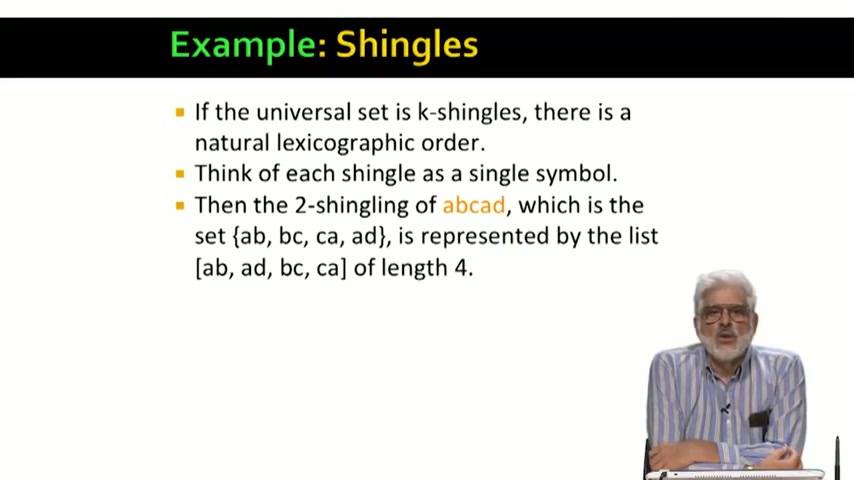 Example: Shingles
If the universal set is k-shingles, there is a
natural lexicographic order.
Think of each shingle as a single symbol.
Then the 2-shingling of abcad, which is the
set {ab, bc, ca, ad}, is represented by the list
[ab, ad, bc, ca] of length 4.